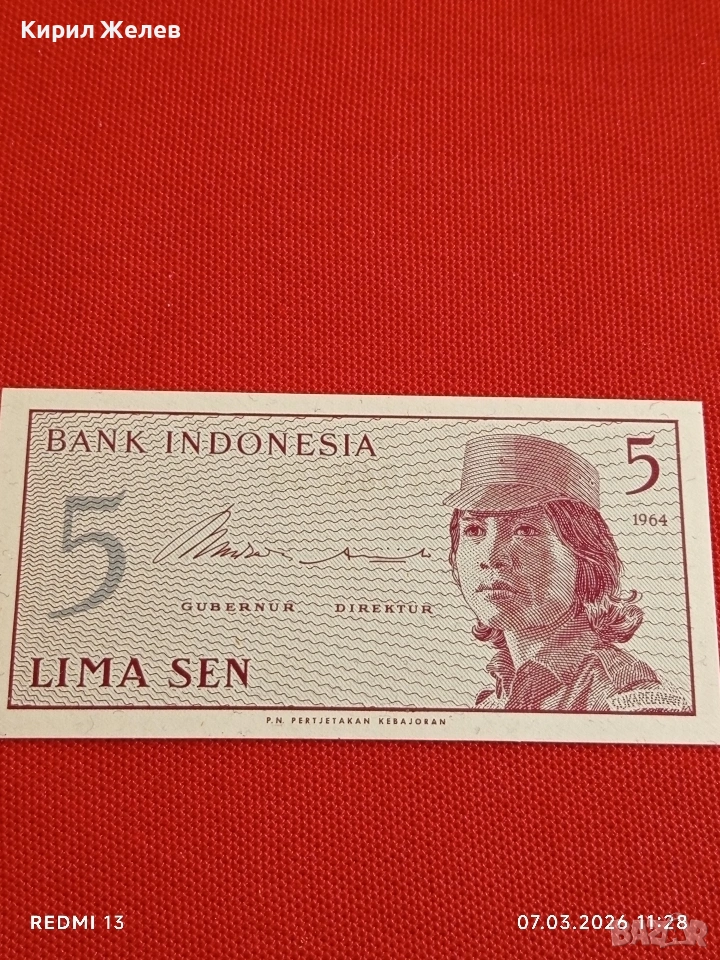 Кирил Желев
BANK INDONESIA
5
1964
5
GUBERNUR DIREKTUR
LIMA SEN
SUKARELAWATI
P.N. PERTJETAKAN KEBAJORAN
REDMI 13
07.03.2026 11:28